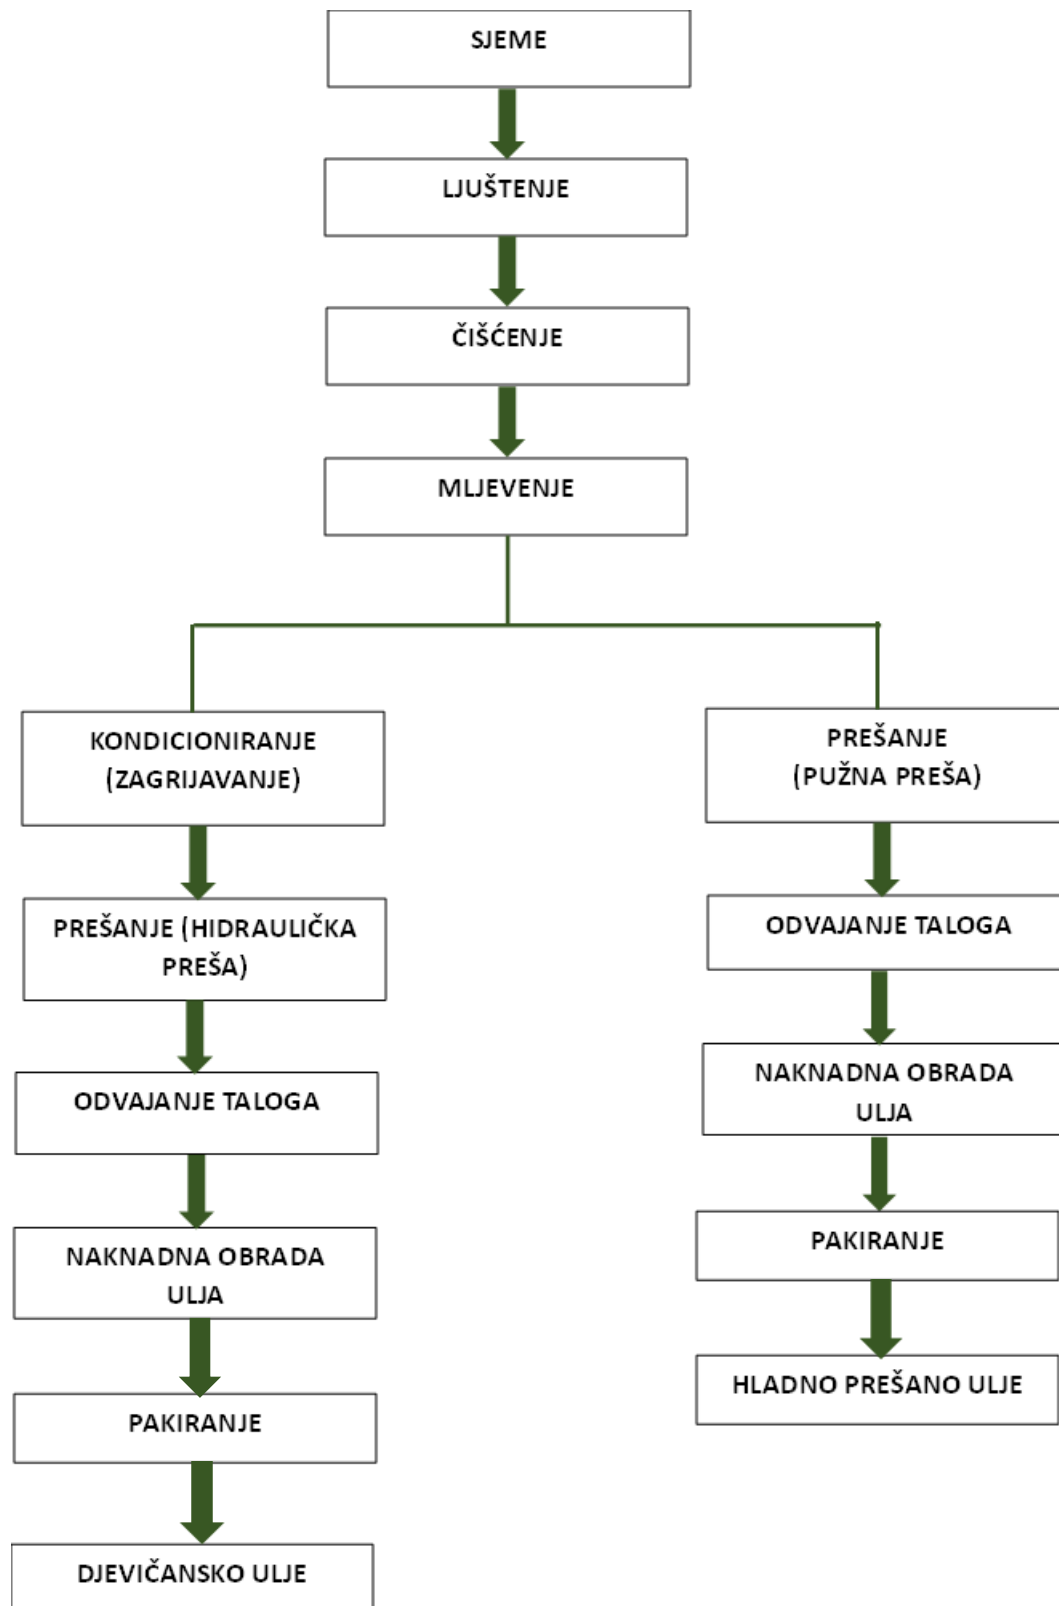 SJEME
LJUŠTENJE
ČIŠĆENJE
MLJEVENJE
KONDICIONIRANJE
(ZAGRIJAVANJE)
PREŠANJE (HIDRAULIČKA
PREŠA)
ODVAJANJE TALOGA
NAKNADNA OBRADA
ULJA
PAKIRANJE
DJEVIČANSKO ULJE
PREŠANJE
(PUŽNA PREŠA)
ODVAJANJE TALOGA
NAKNADNA OBRADA
ULJA
PAKIRANJE
HLADNO PREŠANO ULJE